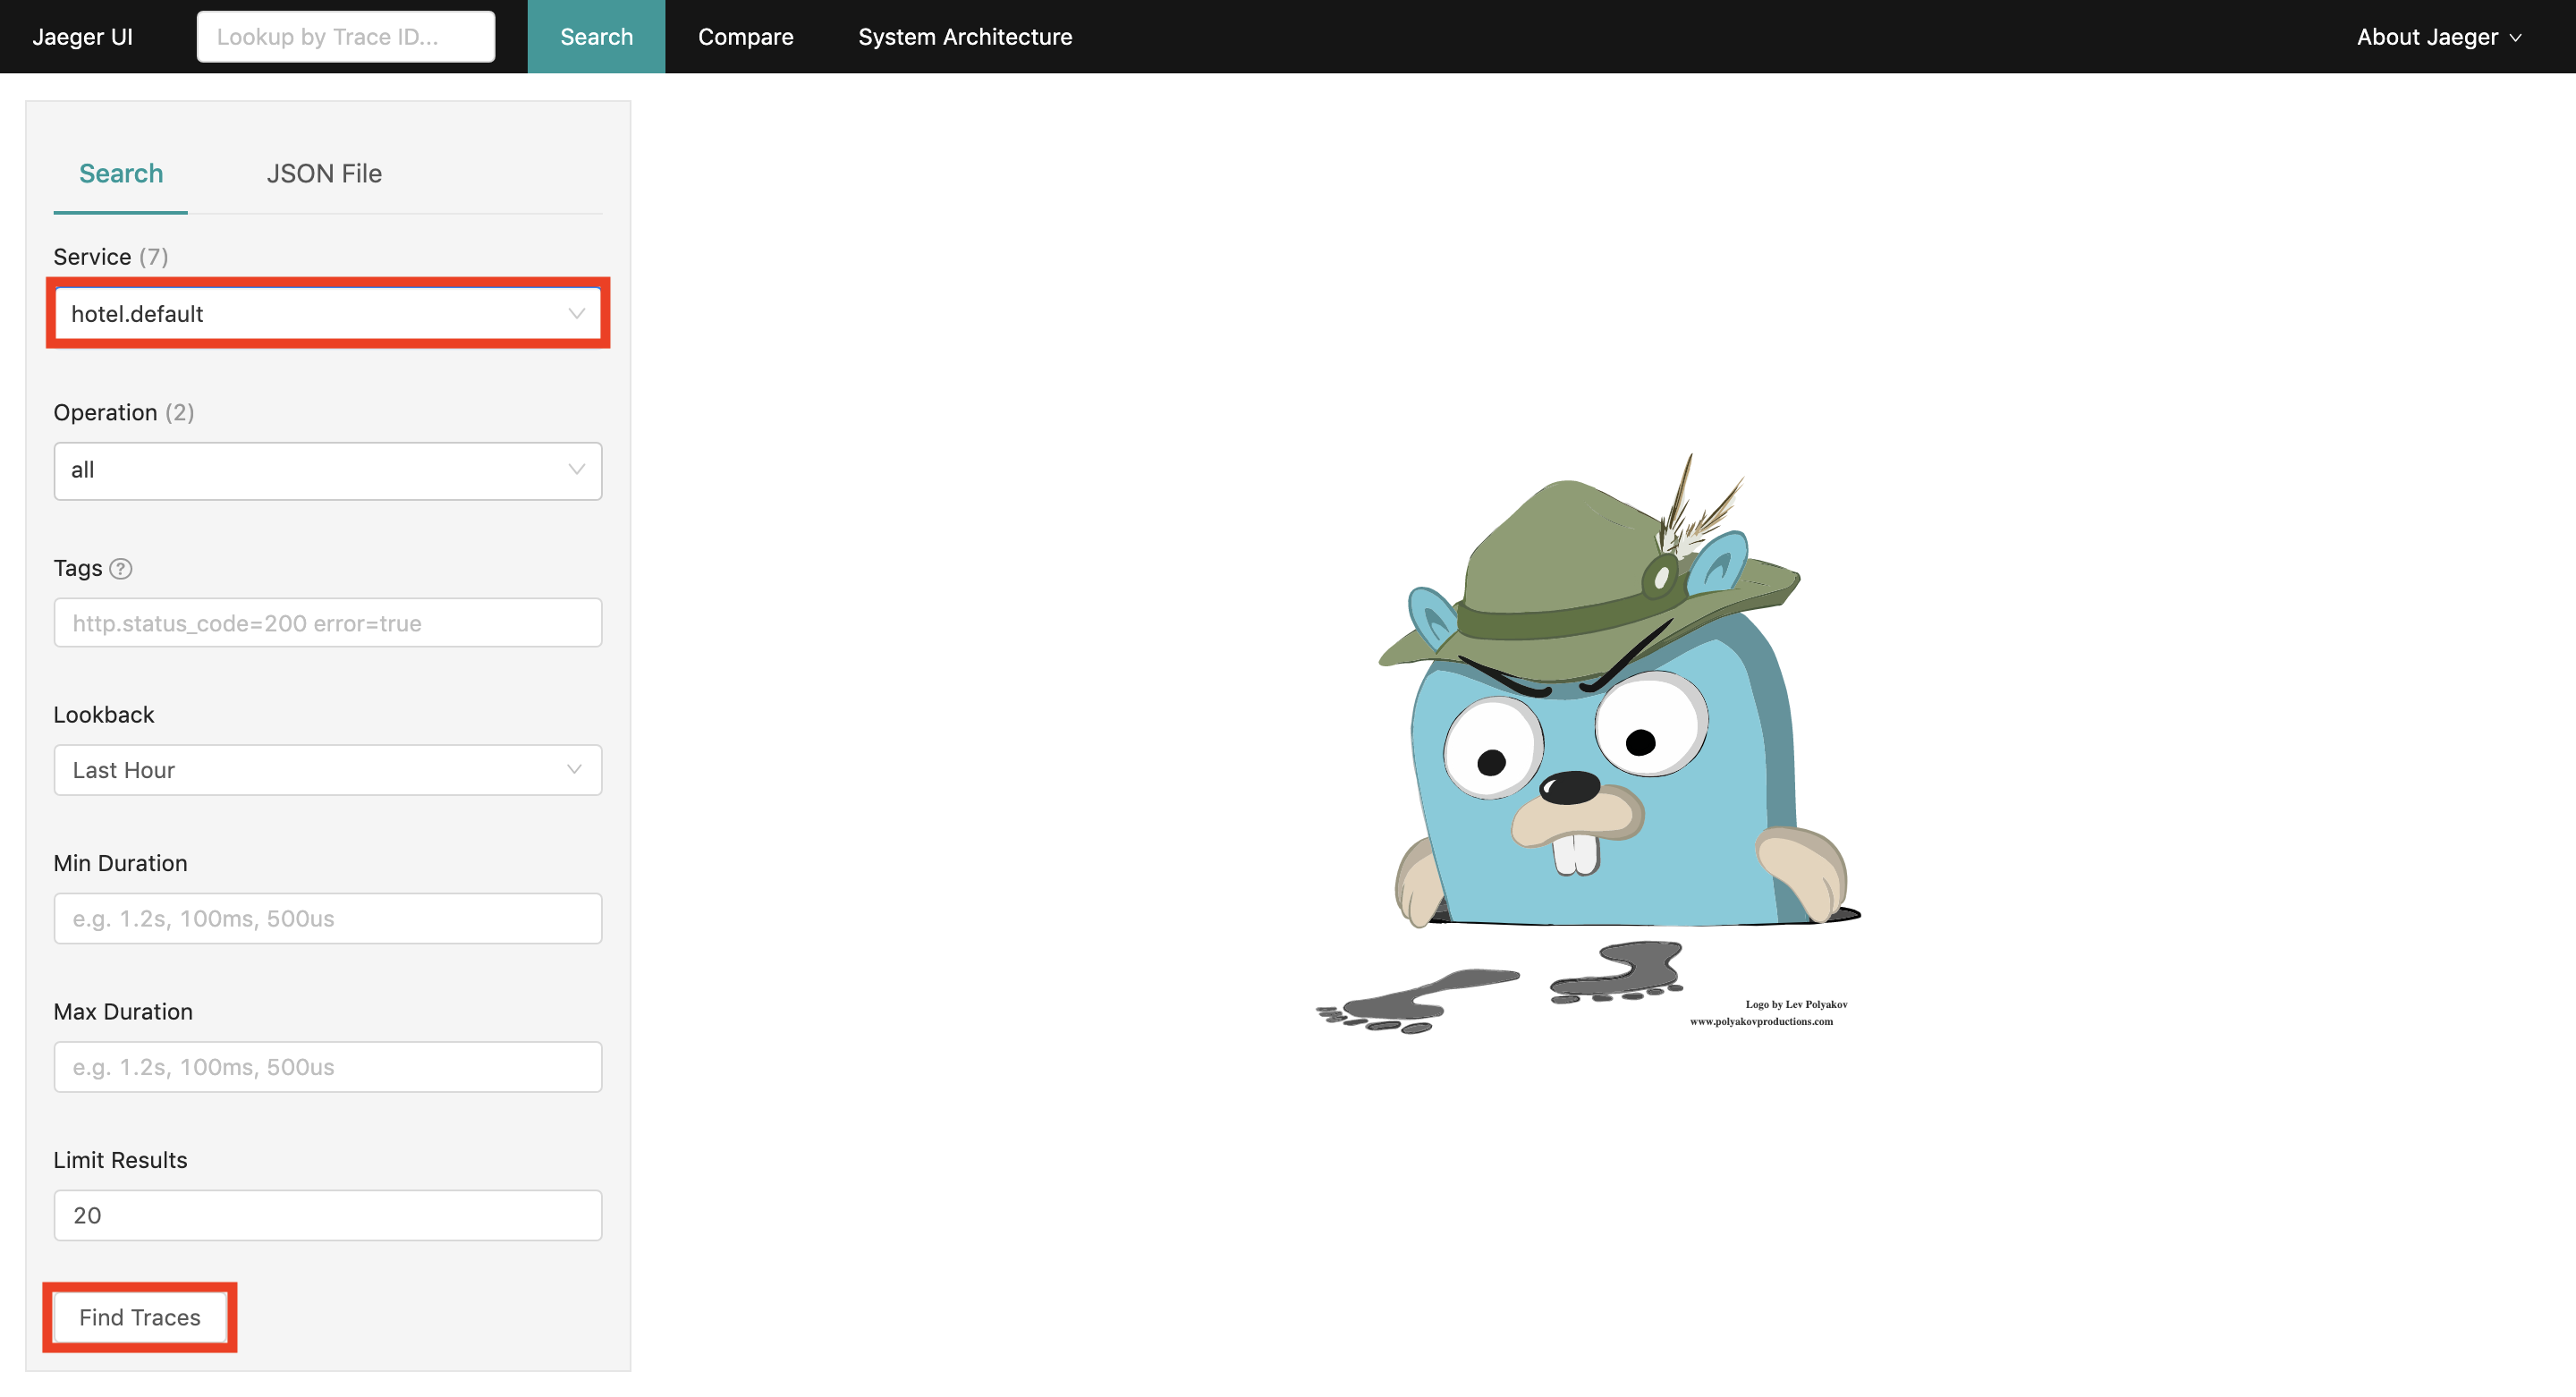 Jaeger UI
Lookup by Trace ID...
Search
Compare
System Architecture
About Jaeger
Search
JSON File
Service (7)
hotel.default
Operation (2)
all
Tags ?
http.status_code=200 error=true
Lookback
Last Hour
Min Duration
e.g. 1.2s, 100ms, 500us
Max Duration
e.g. 1.2s, 100ms, 500us
Limit Results
20
Find Traces
Logo by Lev Polyakov
www.polyakovproductions.com